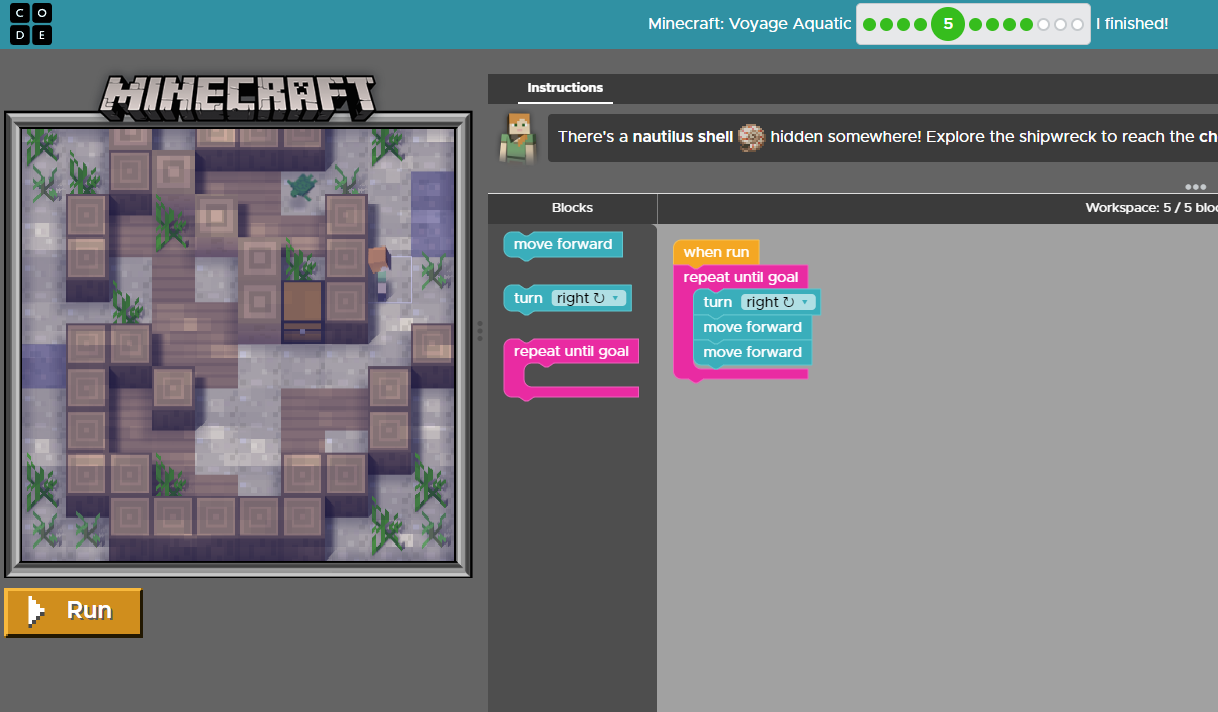 C O
D E
Minecraft: Voyage Aquatic
5
I finished!
MINECRAFT
Instructions
There's a nautilus shell hidden somewhere! Explore the shipwreck to reach the ch
Blocks
Workspace: 5 / 5 bloc
move forward
turn right ↻
repeat until goal
when run
repeat until goal
turn right ↻
move forward
move forward
Run